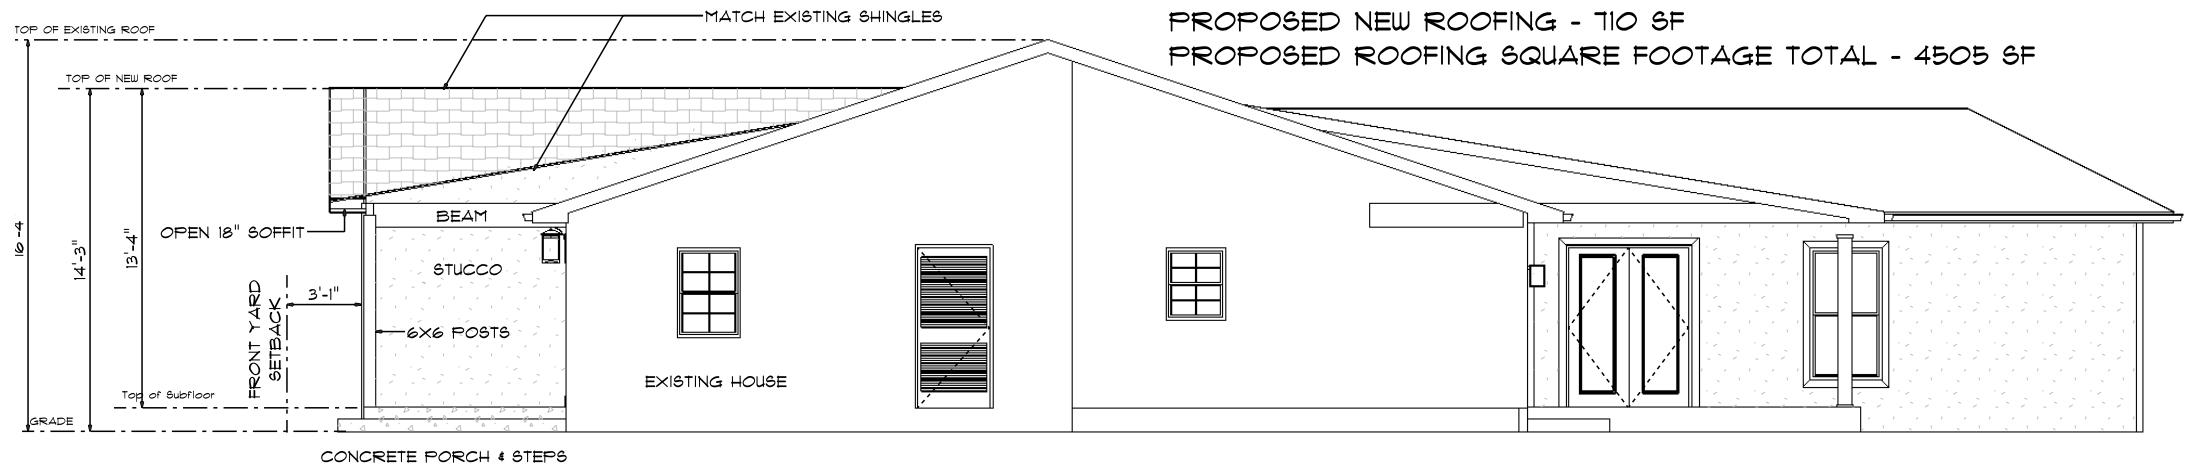 MATCH EXISTING SHINGLES
PROPOSED NEW ROOFING - 710 SF
PROPOSED ROOFING SQUARE FOOTAGE TOTAL - 4505 SF
TOP OF EXISTING ROOF
TOP OF NEW ROOF
BEAM
OPEN 18" SOFFIT
16-4
14'-3"
13'-4"
STUCCO
3'-1"
FRONT YARD
SETBACK
6X6 POSTS
EXISTING HOUSE
Top of Subfloor
GRADE
CONCRETE PORCH & STEPS